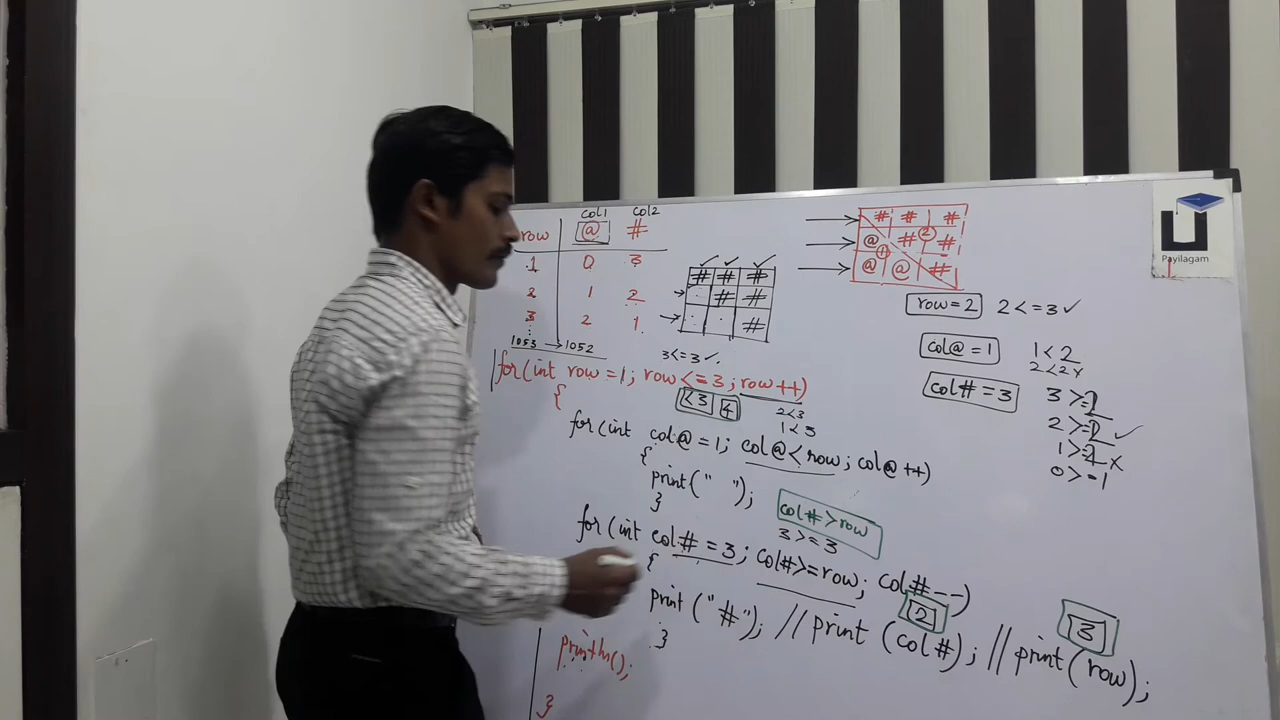 col1 col2
row @ #
1 0 3
2 1 2
3 2 1
1053 → 1052
# # #
# #
#
# # #
@ # #
@ @ #
2
Payilagam
row=2 2<=3 ✓
col@=1 1<2
2<2 x
col#=3
3>=2
2>=2 ✓
1>=2 x
0>=1
3<=3 ✓
for(int row=1; row<=3; row++)
{
<3 4
2<3
1<3
for(int col@=1; col@<row; col@++)
{
print(" ");
}
col#>row
3>=3
for(int col#=3; col#>=row; col#--)
{
2 3
print("#"); //print(col#); //print(row);
}
println();
}